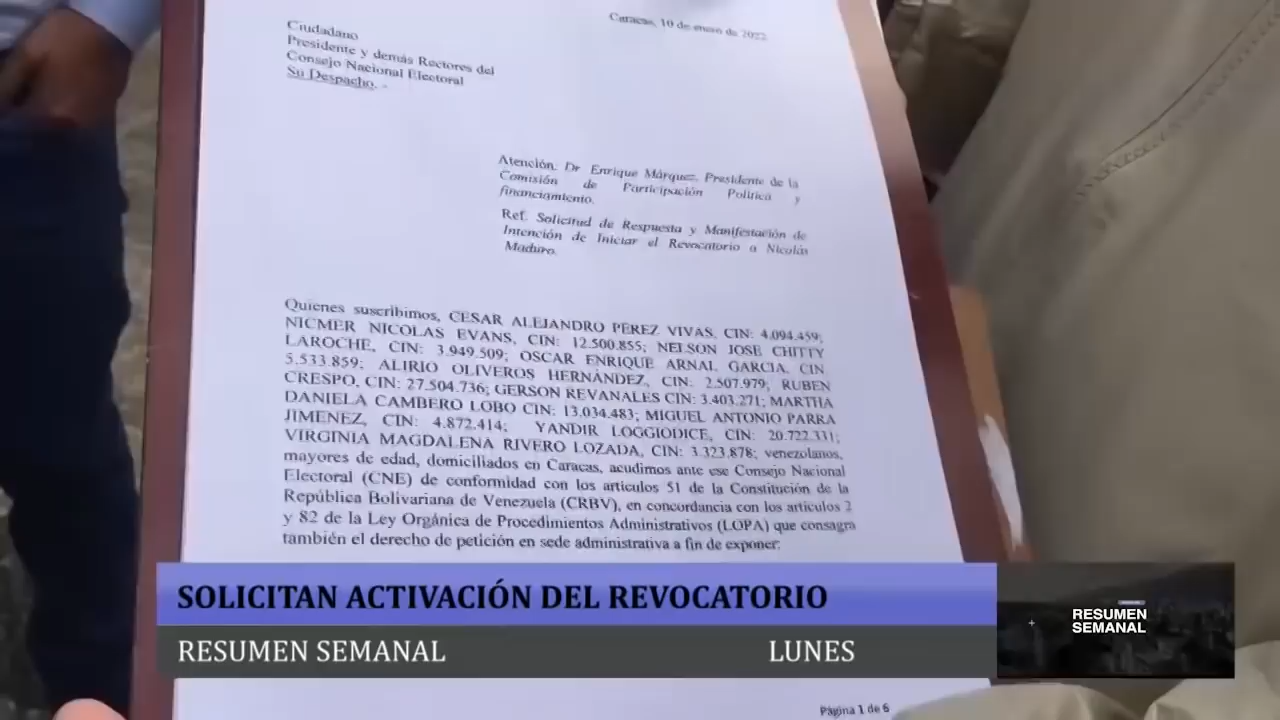 Caracas, 10 de enero de 2022
Ciudadano
Presidente y demás Rectores del
Consejo Nacional Electoral
Su Despacho. -
Atención. Dr Enrique Márquez. Presidente de la
Comisión de Participación Política y
financiamiento.
Ref. Solicitud de Respuesta y Manifestación de
Intención de Iniciar el Revocatorio a Nicolás
Maduro.
Quienes suscribimos, CESAR ALEJANDRO PÉREZ VIVAS, CIN: 4.094.459;
NICMER NICOLAS EVANS, CIN: 12.500.855; NELSON JOSE CHITTY
LAROCHE, CIN: 3.949.509; OSCAR ENRIQUE ARNAL GARCIA, CIN
5.533.859; ALIRIO OLIVEROS HERNÁNDEZ, CIN: 2.507.979; RUBEN
CRESPO, CIN: 27.504.736; GERSON REVANALES CIN: 3.403.271; MARTHA
DANIELA CAMBERO LOBO CIN: 13.034.483; MIGUEL ANTONIO PARRA
JIMENEZ, CIN: 4.872.414; YANDIR LOGGIODICE, CIN: 20.722.331;
VIRGINIA MAGDALENA RIVERO LOZADA, CIN: 3.323.878; venezolanos,
mayores de edad, domiciliados en Caracas, acudimos ante ese Consejo Nacional
Electoral (CNE) de conformidad con los artículos 51 de la Constitución de la
República Bolivariana de Venezuela (CRBV), en concordancia con los artículos 2
y 82 de la Ley Orgánica de Procedimientos Administrativos (LOPA) que consagra
también el derecho de petición en sede administrativa a fin de exponer:
SOLICITAN ACTIVACIÓN DEL REVOCATORIO
RESUMEN SEMANAL LUNES
RESUMEN
SEMANAL
Página 1 de 6